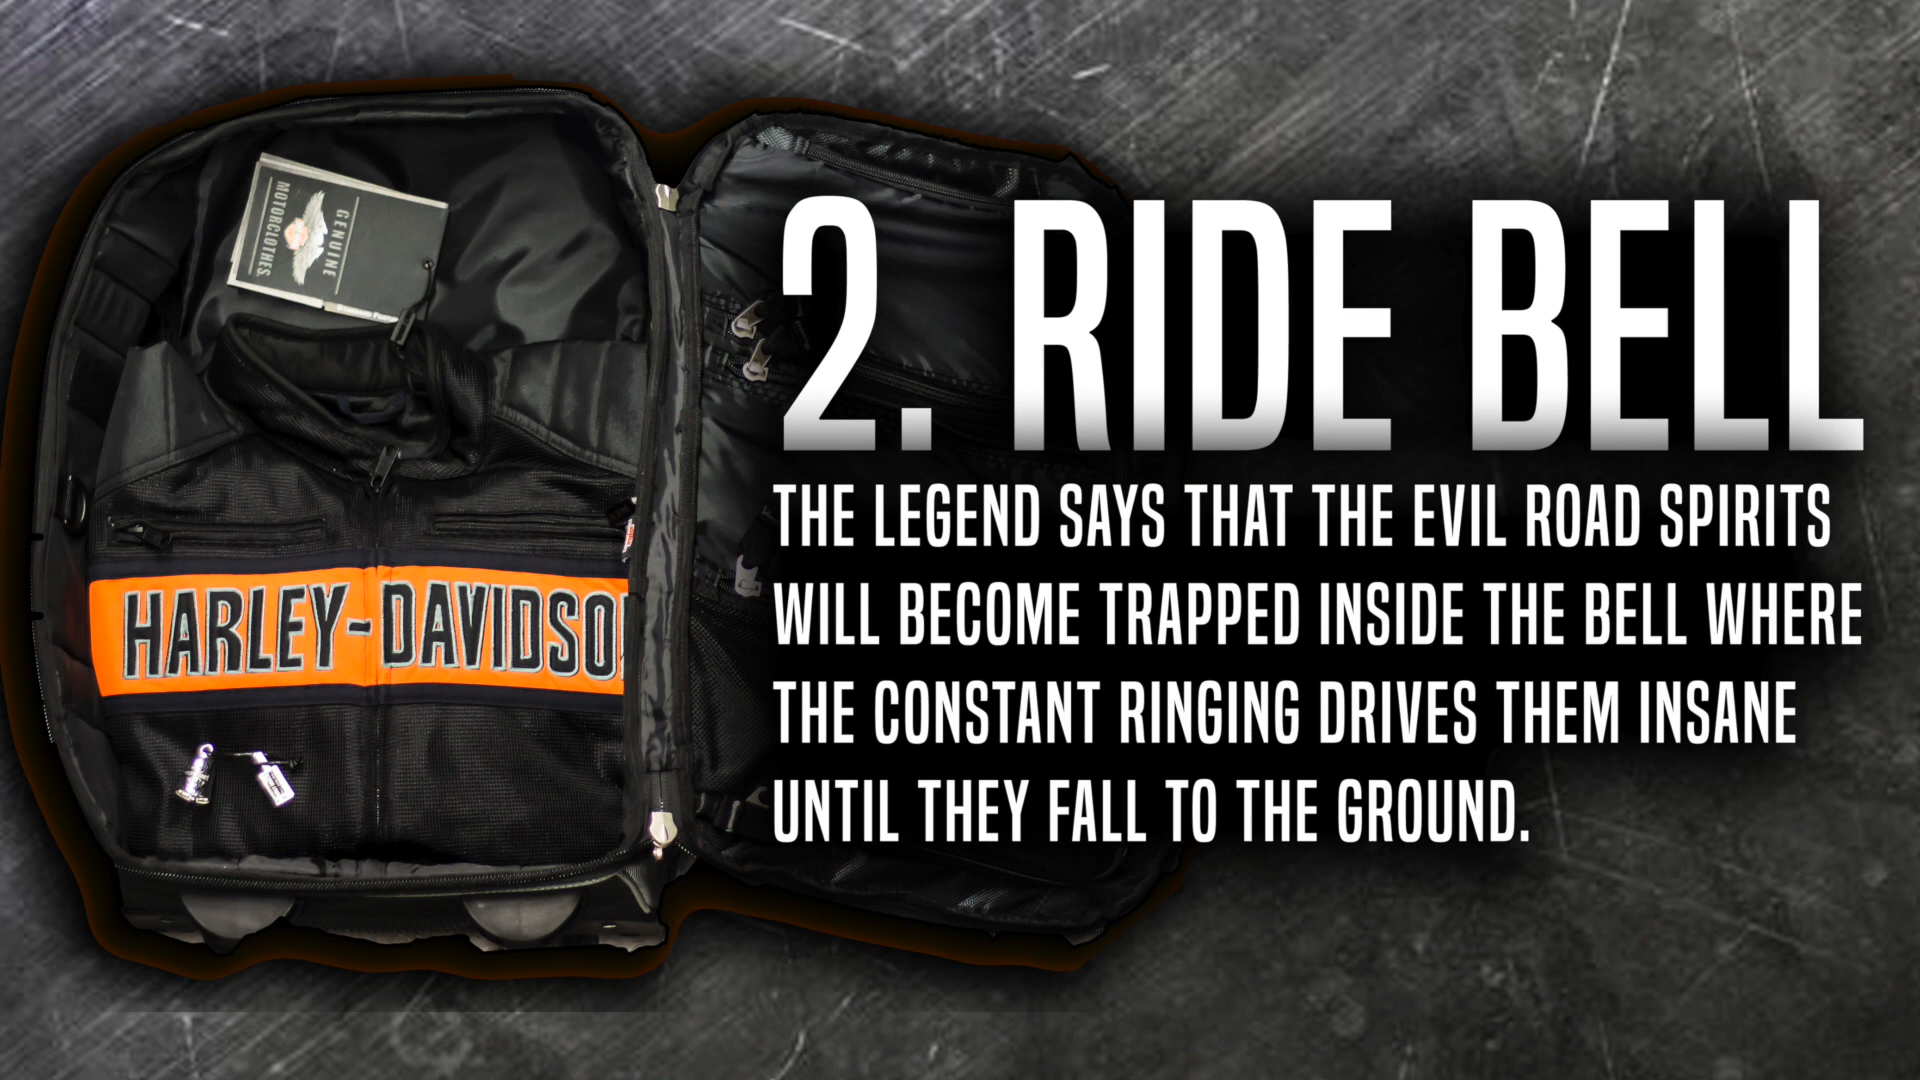 2. RIDE BELL
THE LEGEND SAYS THAT THE EVIL ROAD SPIRITS
WILL BECOME TRAPPED INSIDE THE BELL WHERE
THE CONSTANT RINGING DRIVES THEM INSANE
UNTIL THEY FALL TO THE GROUND.
GENUINE
MOTORCLOTHES
HARLEY-DAVIDSO